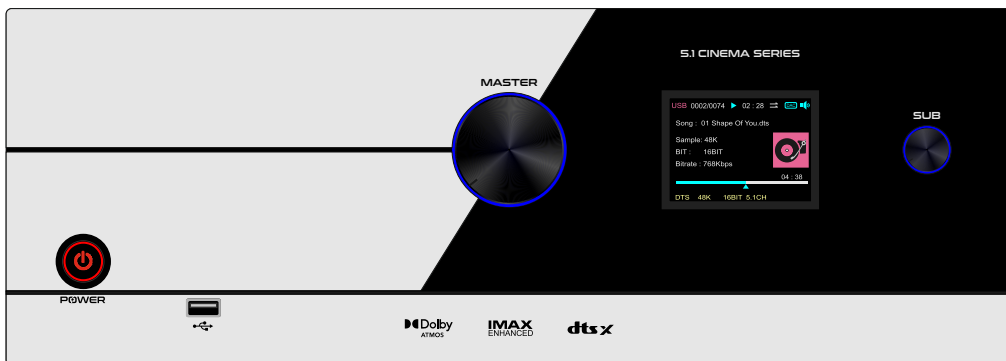 5.1 CINEMA SERIES
MASTER
USB 0002/0074 02 : 28
Song : 01 Shape Of You.dts
Sample: 48K
BIT : 16BIT
Bitrate : 768Kbps
04 : 38
DTS 48K 16BIT 5.1CH
SUB
POWER
Dolby
ATMOS
IMAX
ENHANCED
dts x